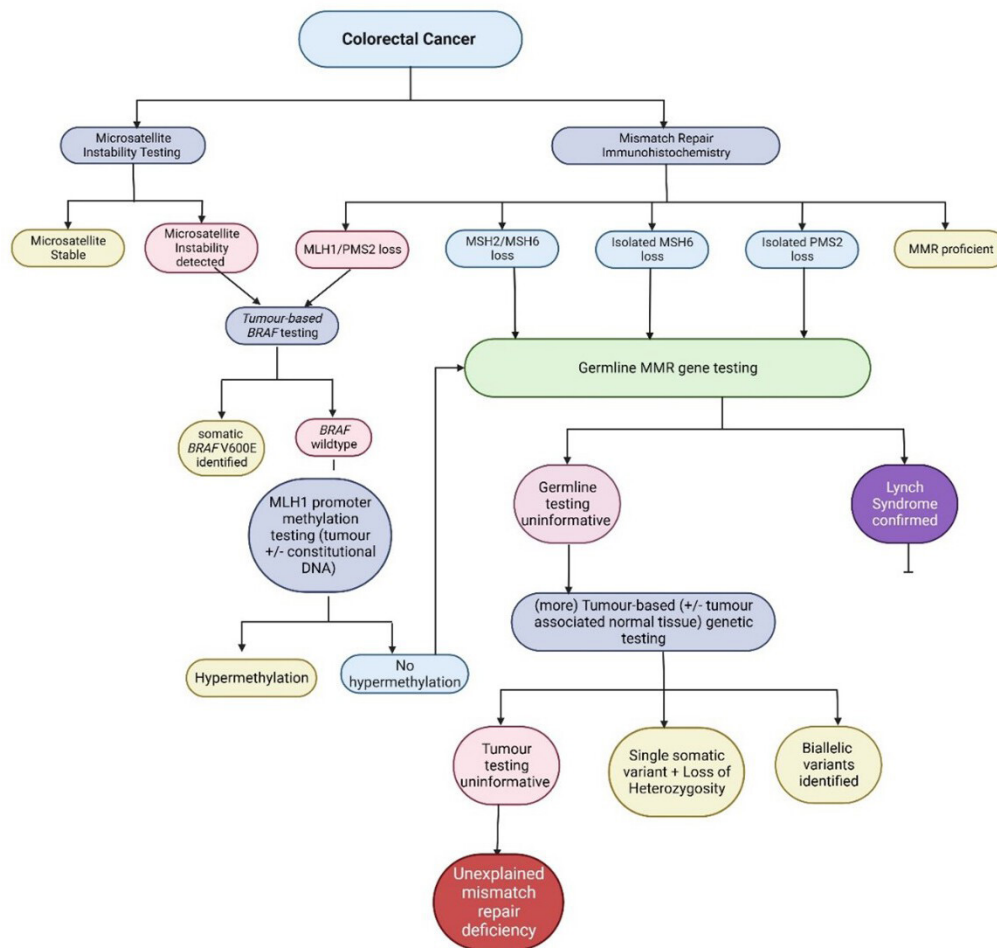 Colorectal Cancer
Microsatellite
Instability Testing
Mismatch Repair
Immunohistochemistry
Microsatellite
Stable
Microsatellite
Instability
detected
MLH1/PMS2 loss
MSH2/MSH6
loss
Isolated MSH6
loss
Isolated PMS2
loss
MMR proficient
Tumour-based
BRAF testing
Germline MMR gene testing
somatic
BRAF V600E
identified
BRAF
wildtype
Germline
testing
uninformative
Lynch
Syndrome
confirmed
MLH1 promoter
methylation
testing (tumour
+/- constitutional
DNA)
(more) Tumour-based (+/- tumour
associated normal tissue) genetic
testing
Hypermethylation
No
hypermethylation
Tumour
testing
uninformative
Single somatic
variant + Loss of
Heterozygosity
Biallelic
variants
identified
Unexplained
mismatch
repair
deficiency